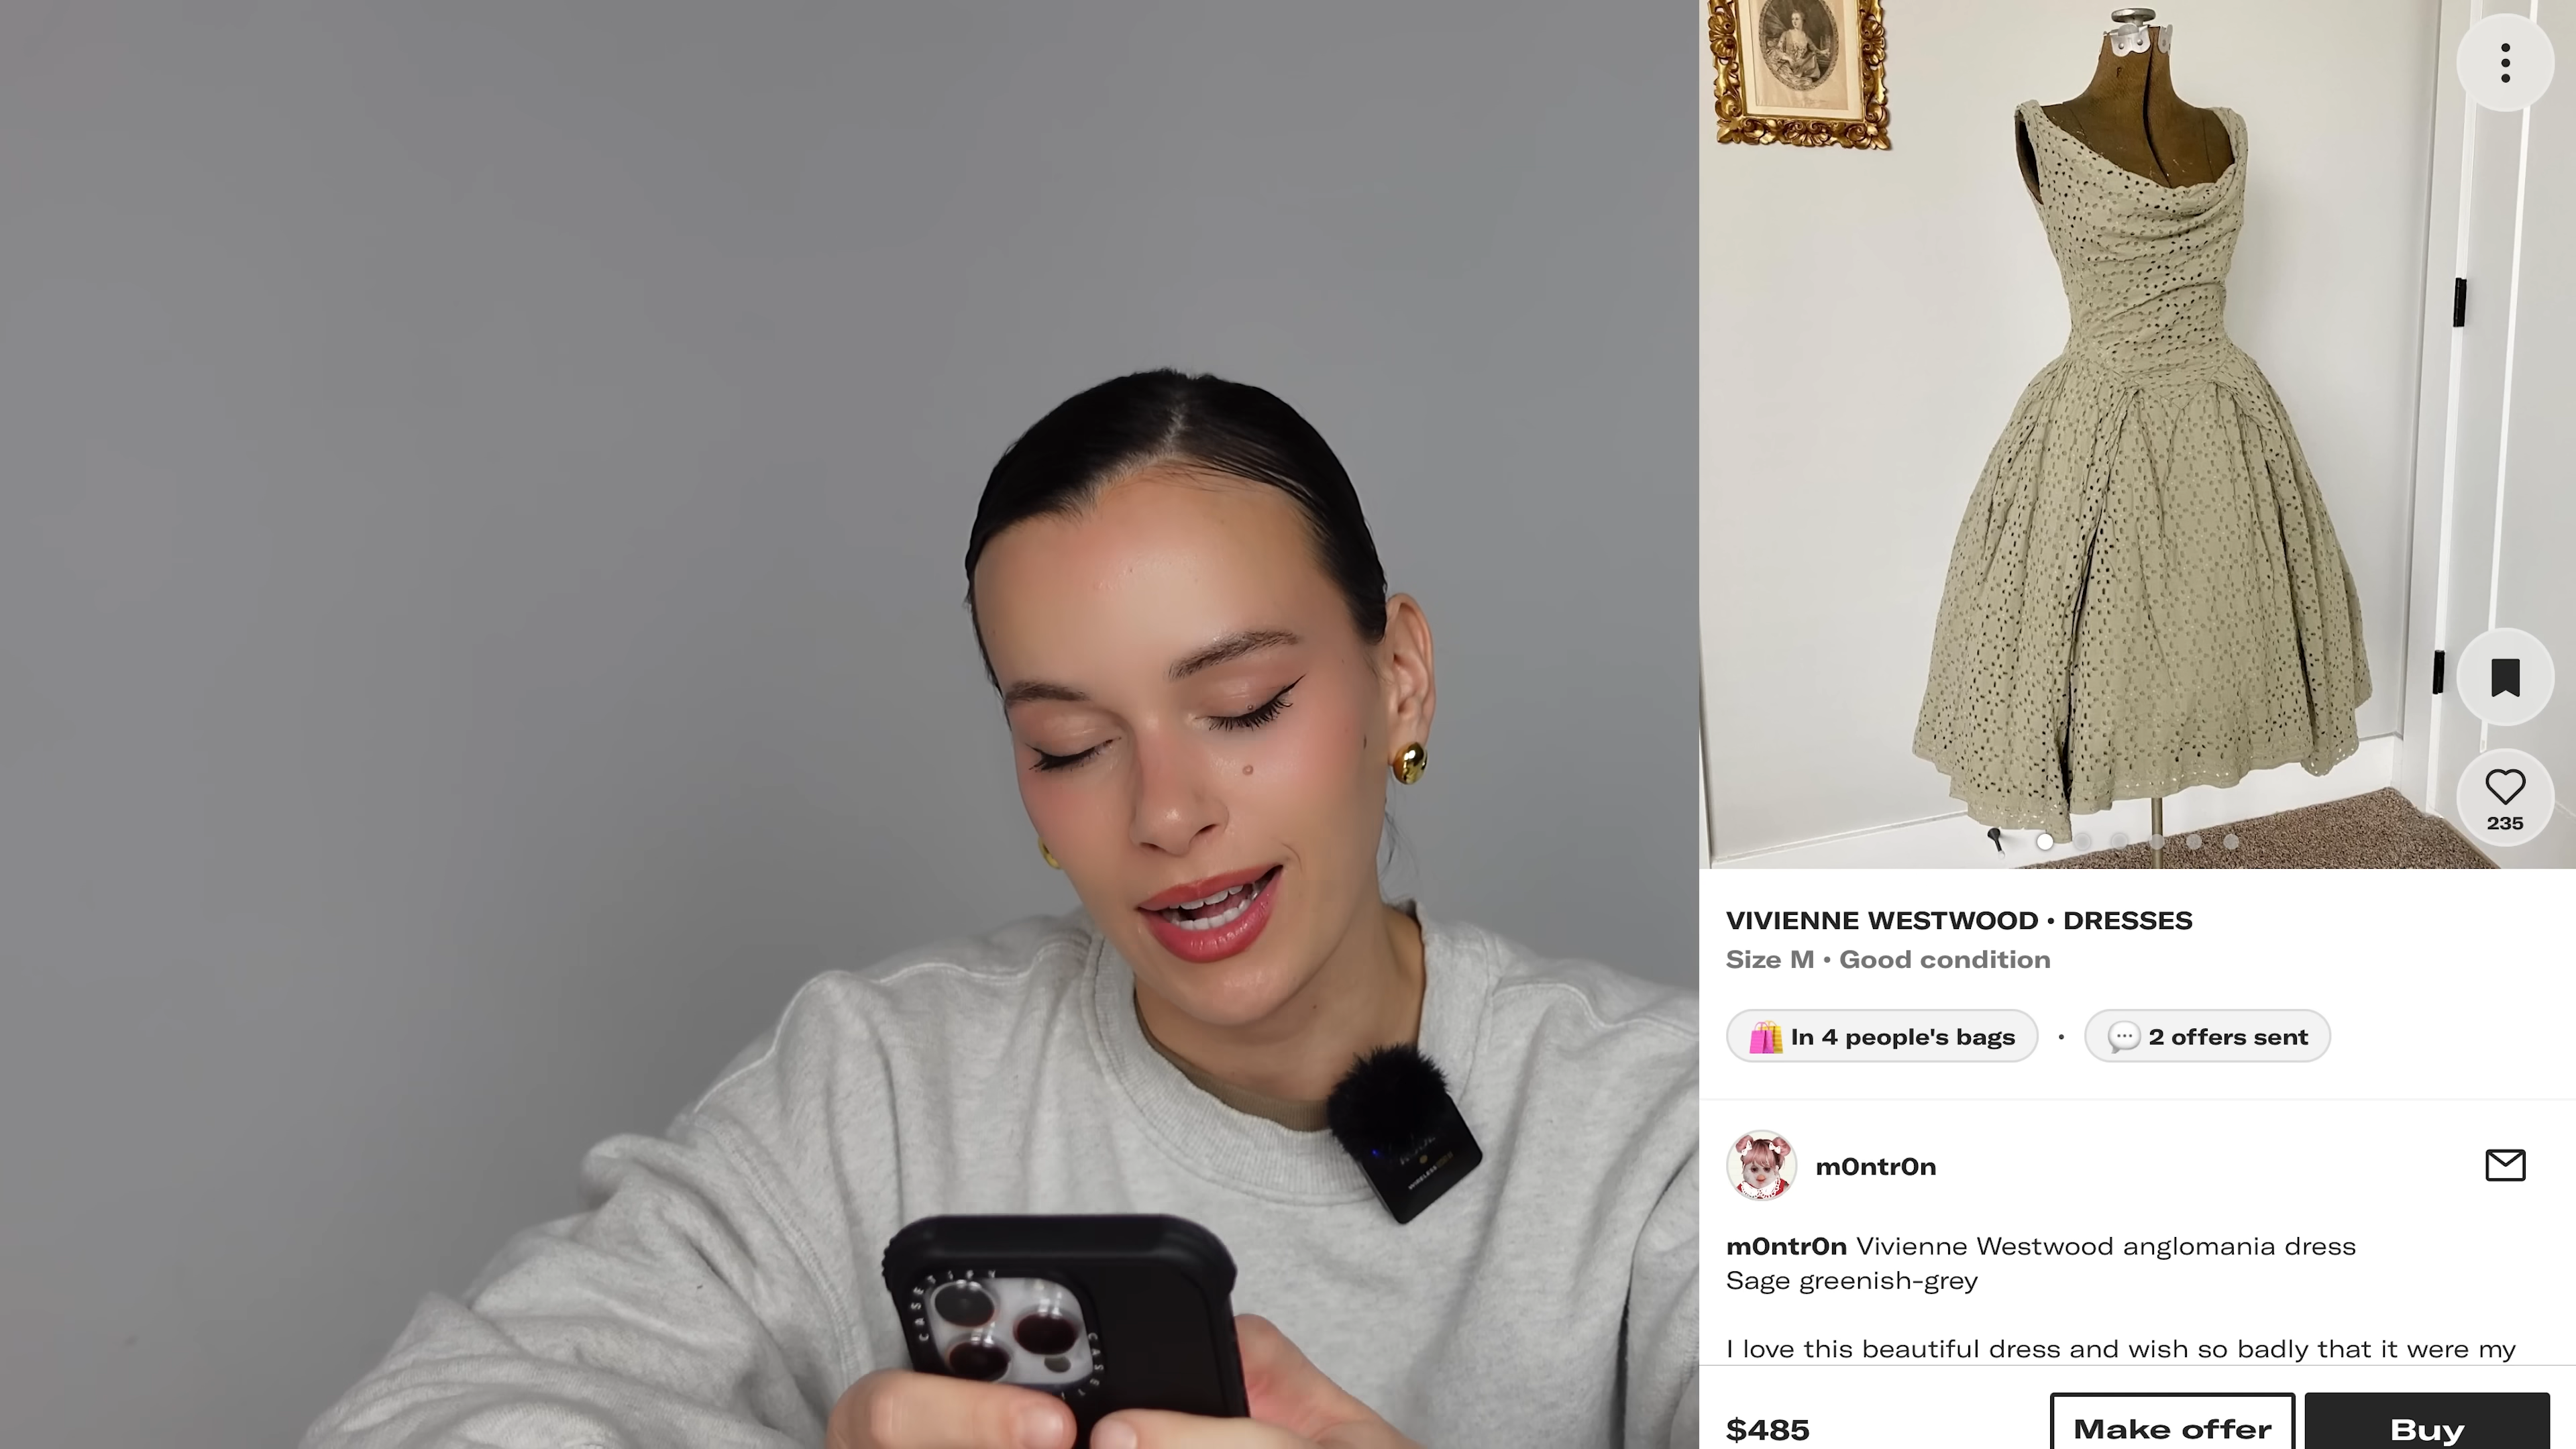 235
VIVIENNE WESTWOOD • DRESSES
Size M • Good condition
In 4 people's bags • 2 offers sent
m0ntr0n
m0ntr0n Vivienne Westwood anglomania dress
Sage greenish-grey
I love this beautiful dress and wish so badly that it were my
$485 Make offer Buy
CASETIFY